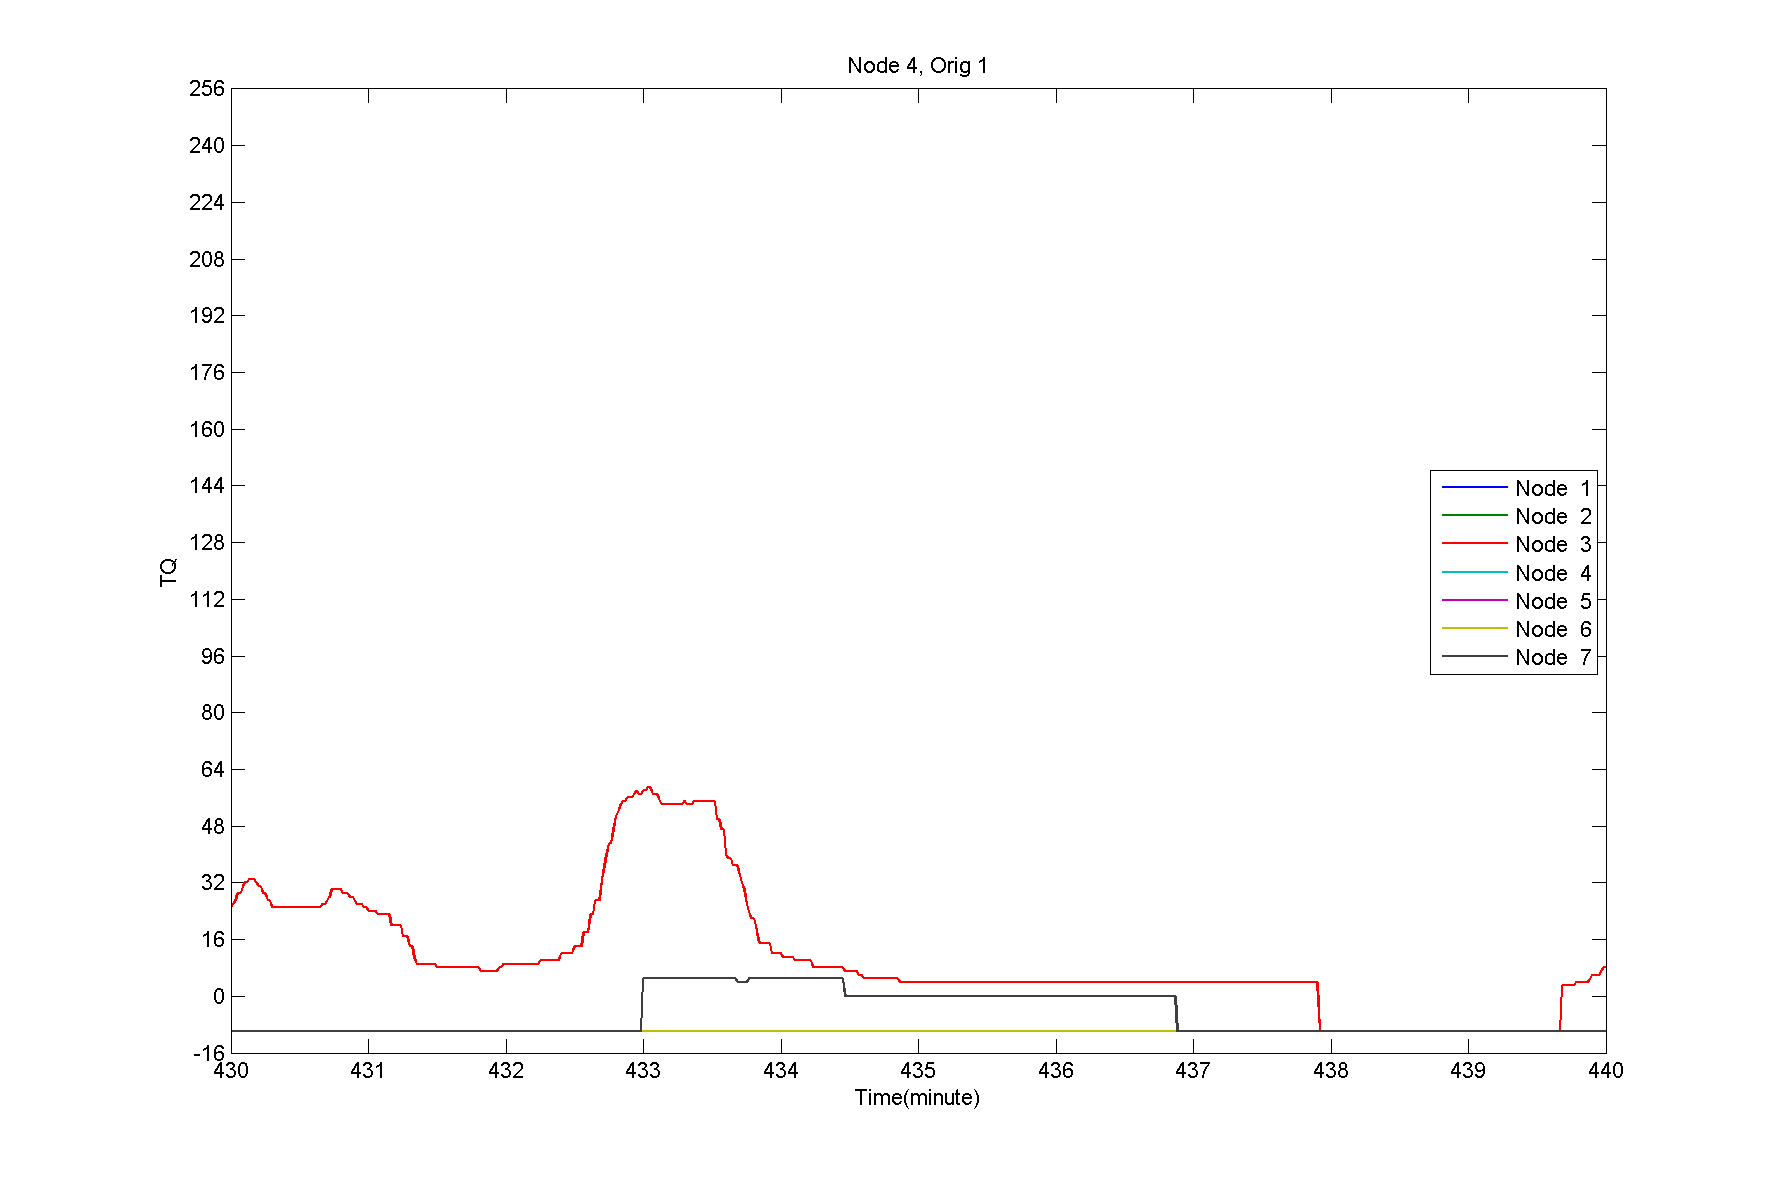 Node 4, Orig 1
256
240
224
208
192
176
160
144
128
112
96
80
64
48
32
16
0
-16
TQ
Node 1
Node 2
Node 3
Node 4
Node 5
Node 6
Node 7
430 431 432 433 434 435 436 437 438 439 440
Time(minute)